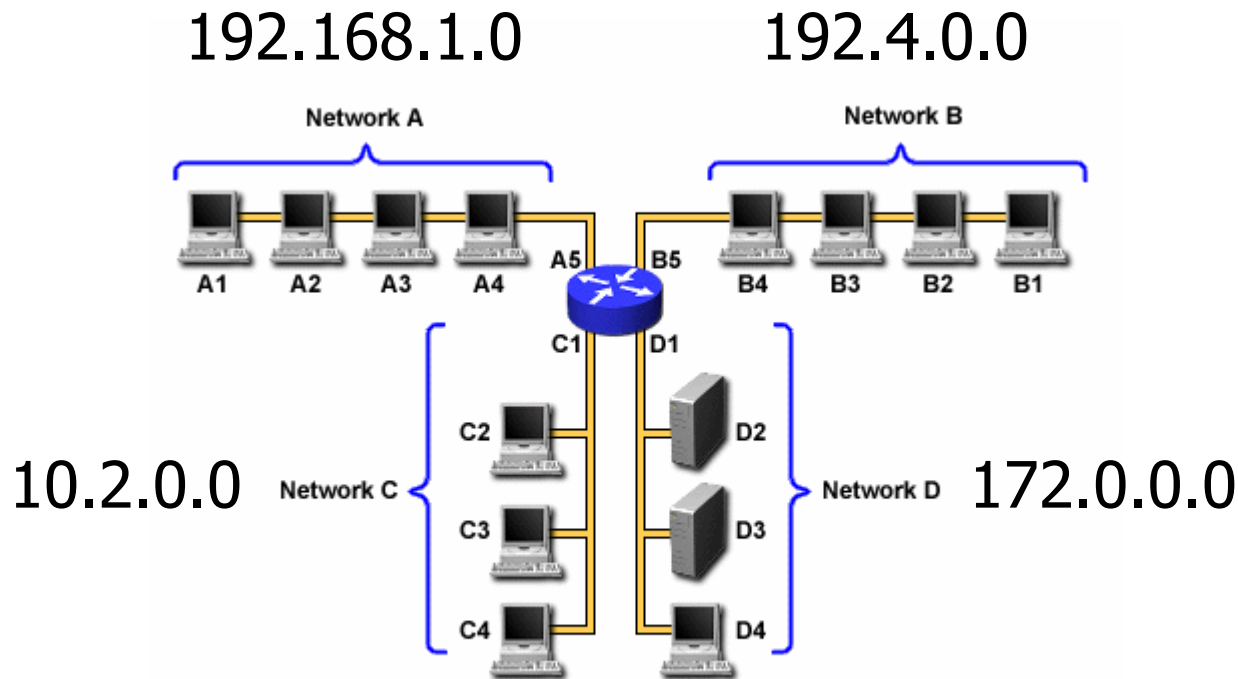 192.168.1.0 192.4.0.0
Network A Network B
A1 A2 A3 A4 A5 B5 B4 B3 B2 B1
C1 D1
C2 D2
10.2.0.0 Network C Network D 172.0.0.0
C3 D3
C4 D4